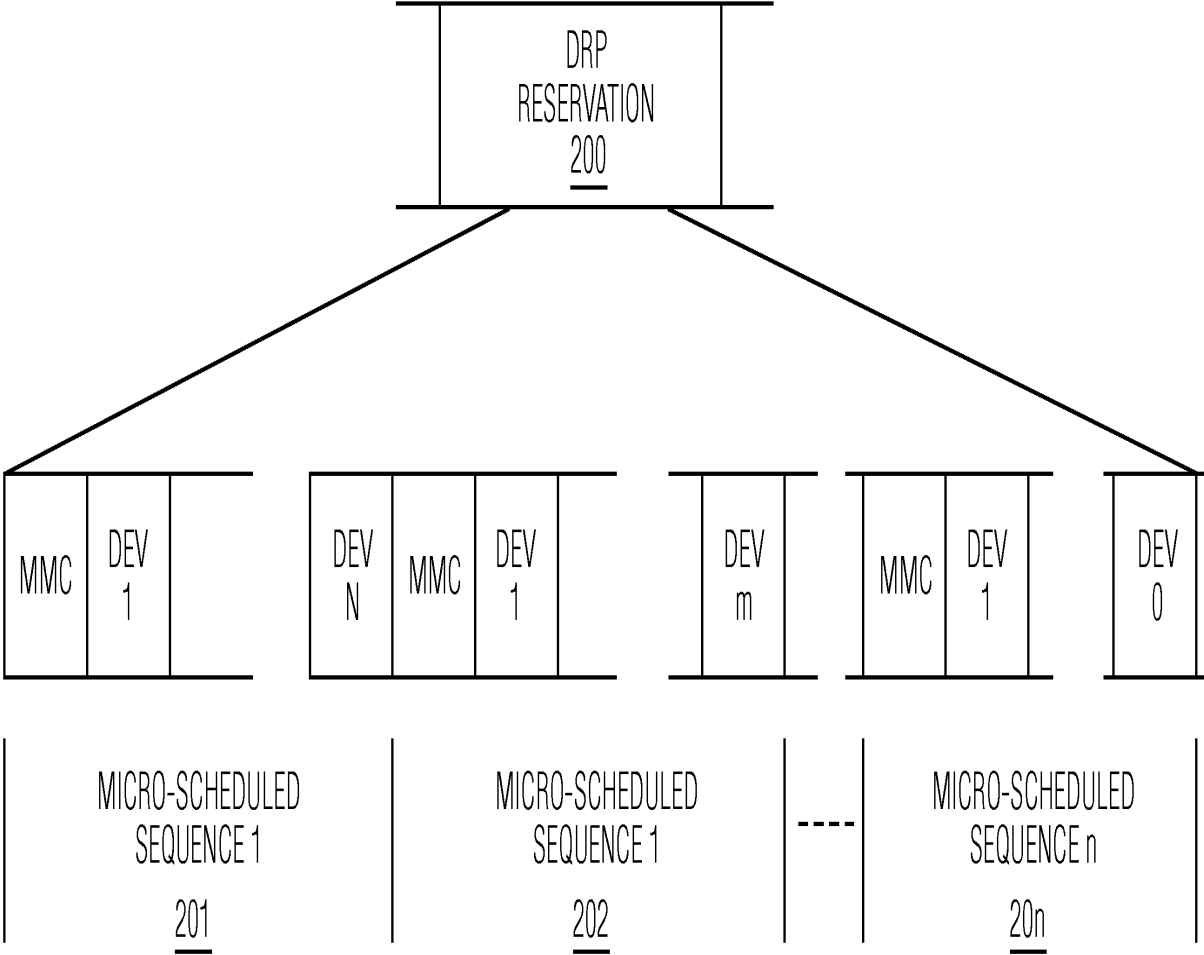 DRP
RESERVATION
200
MMC
DEV
1
DEV
N
MMC
DEV
1
DEV
m
MMC
DEV
1
DEV
0
MICRO-SCHEDULED
SEQUENCE 1
201
MICRO-SCHEDULED
SEQUENCE 1
202
----
MICRO-SCHEDULED
SEQUENCE n
20n